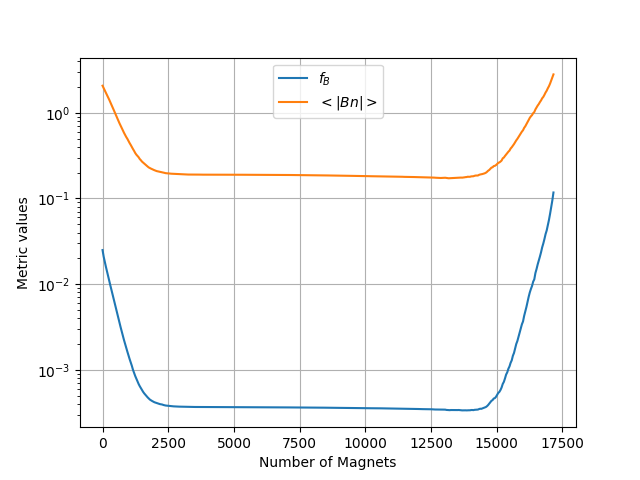 f_B
< |Bn| >
10^0
10^-1
10^-2
10^-3
Metric values
0 2500 5000 7500 10000 12500 15000 17500
Number of Magnets